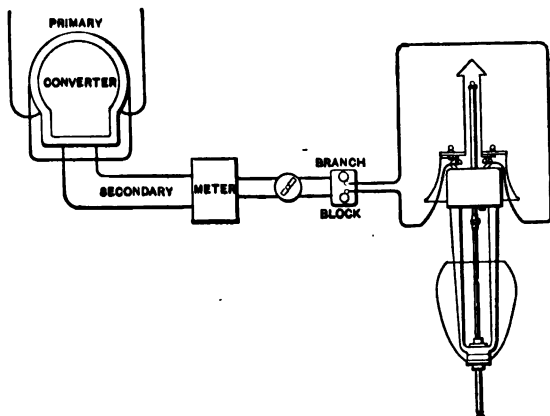 PRIMARY
CONVERTER
SECONDARY
METER
BRANCH
BLOCK